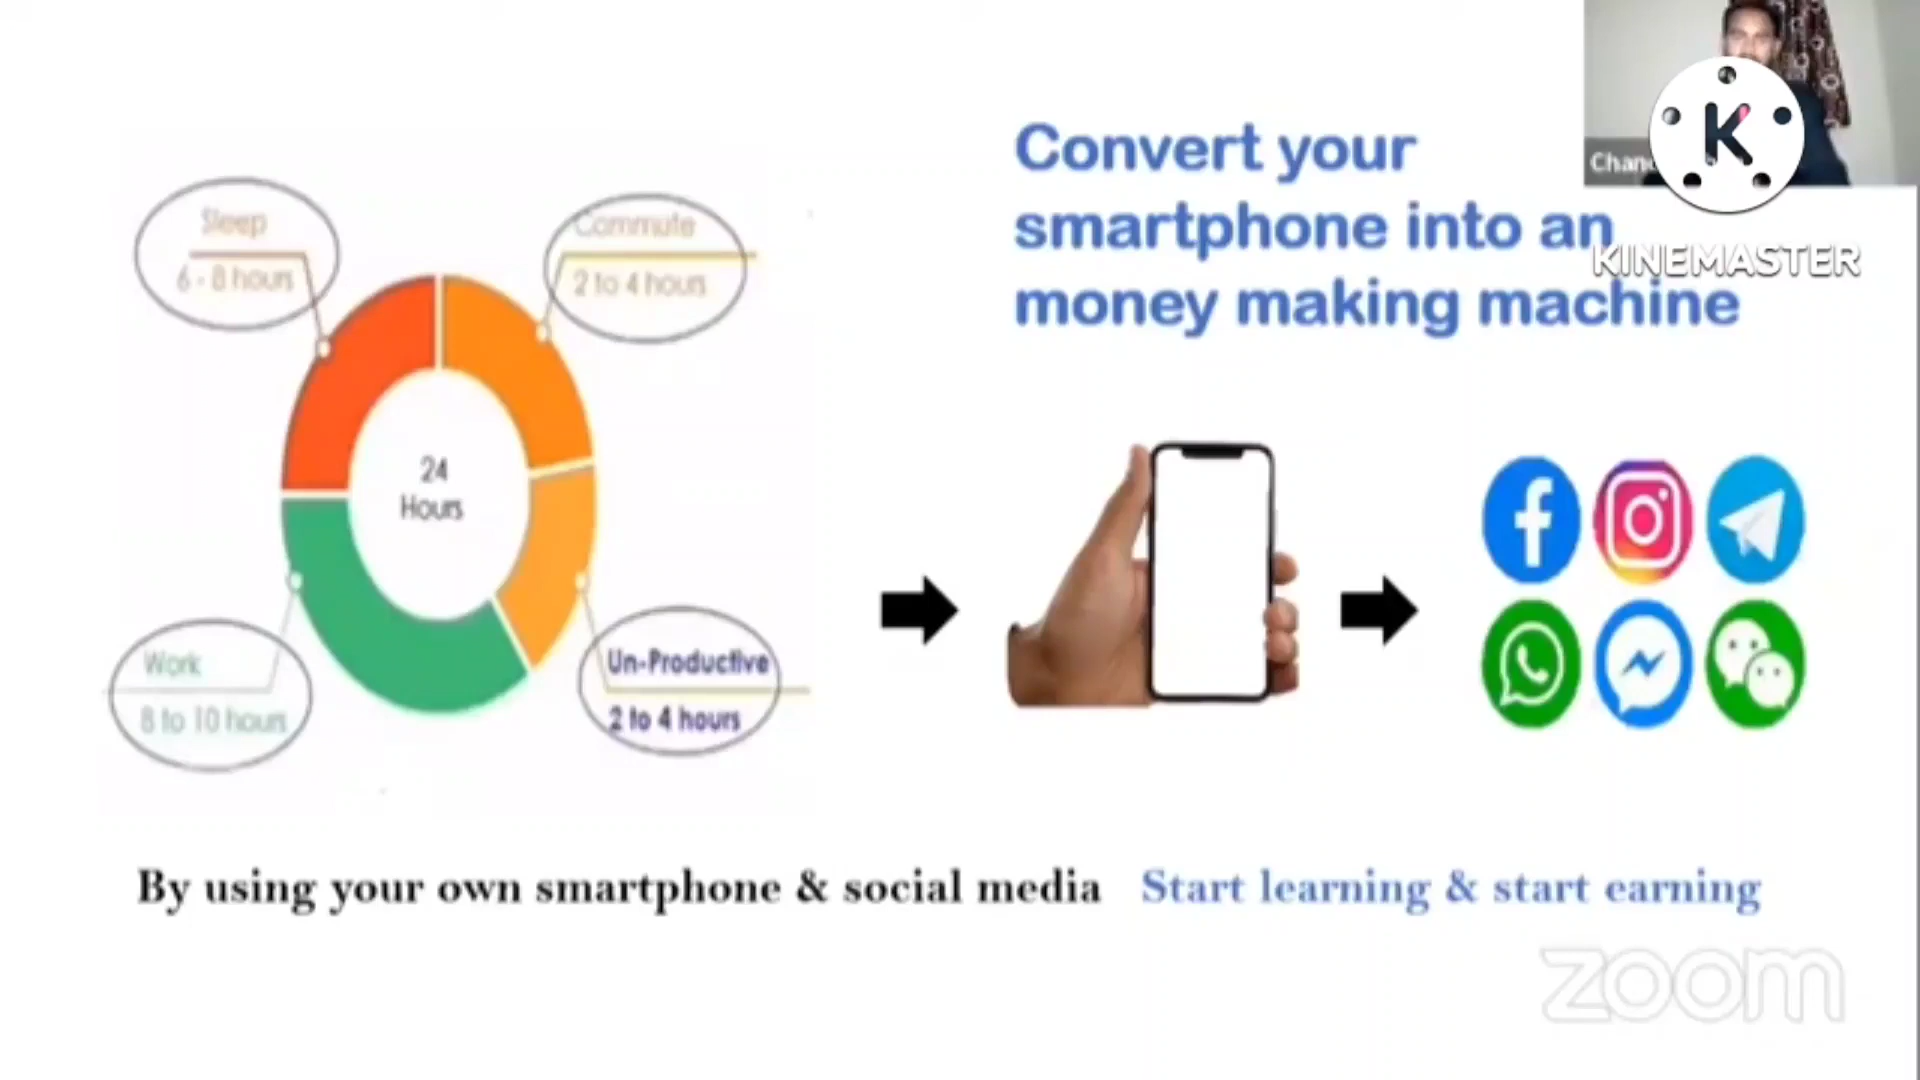 Convert your
smartphone into an
money making machine
KINEMASTER
Sleep
6 - 8 hours
Commute
2 to 4 hours
24
Hours
Work
8 to 10 hours
Un-Productive
2 to 4 hours
By using your own smartphone & social media Start learning & start earning
zoom